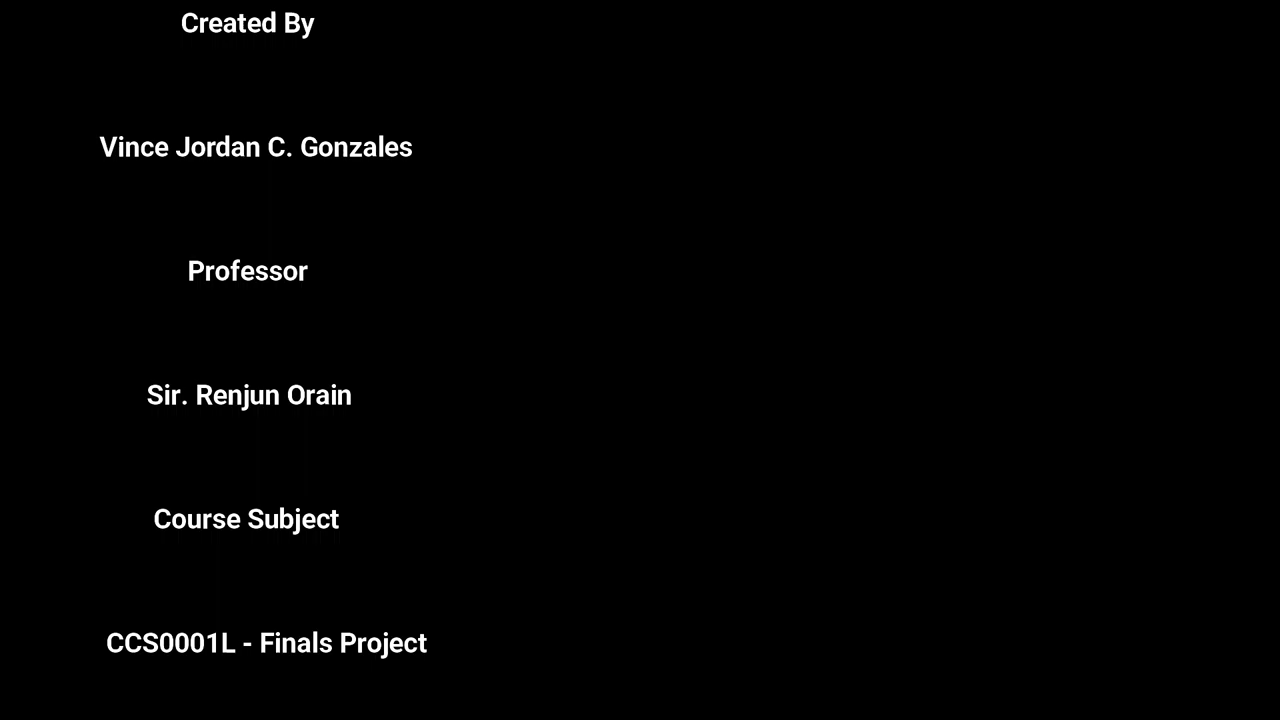 Created By
Vince Jordan C. Gonzales
Professor
Sir. Renjun Orain
Course Subject
CCS0001L - Finals Project